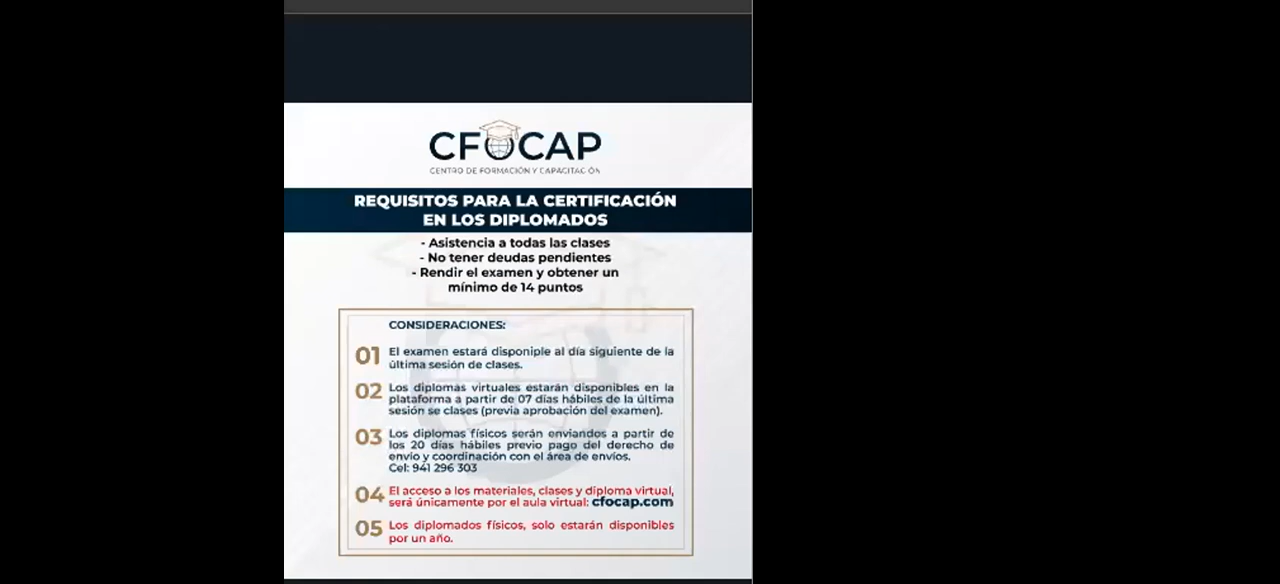 CFOCAP
CENTRO DE FORMACIÓN Y CAPACITACIÓN
REQUISITOS PARA LA CERTIFICACIÓN
EN LOS DIPLOMADOS
- Asistencia a todas las clases
- No tener deudas pendientes
- Rendir el examen y obtener un
mínimo de 14 puntos
CONSIDERACIONES:
01 El examen estará disponiple al día siguiente de la
última sesión de clases.
02 Los diplomas virtuales estarán disponibles en la
plataforma a partir de 07 días hábiles de la última
sesión se clases (previa aprobación del examen).
03 Los diplomas físicos serán enviandos a partir de
los 20 días hábiles previo pago del derecho de
envío y coordinación con el área de envíos.
Cel: 941 296 303
04 El acceso a los materiales, clases y diploma virtual,
será únicamente por el aula virtual: cfocap.com
05 Los diplomados físicos, solo estarán disponibles
por un año.